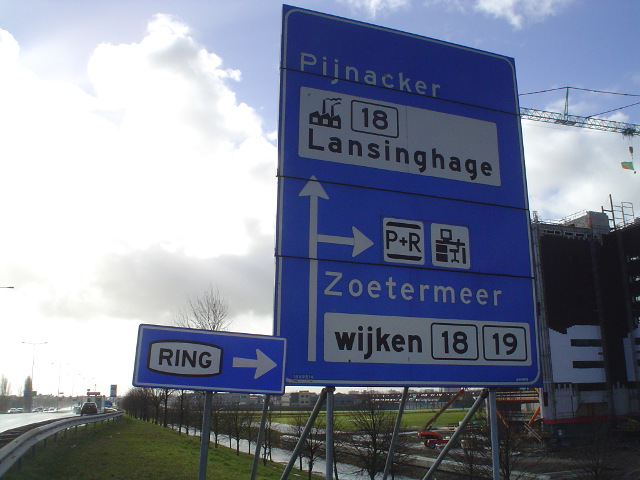 Pijnacker
18
Lansinghage
P+R
Zoetermeer
wijken 18 19
RING